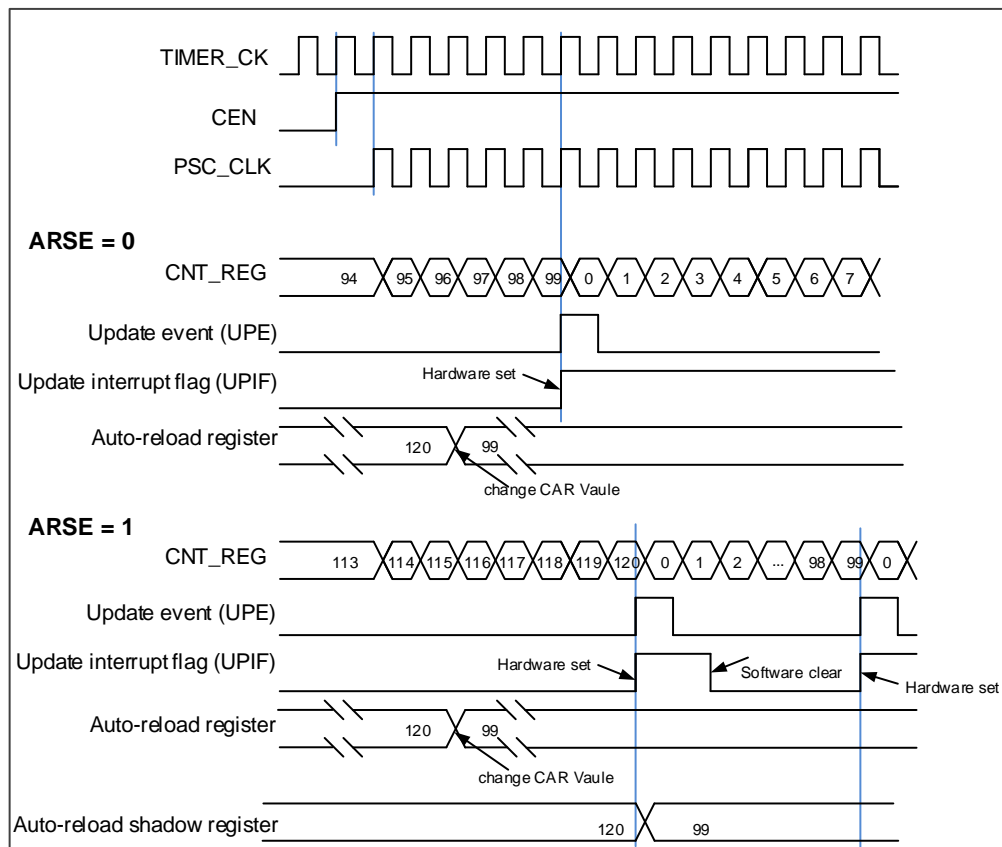 TIMER_CK
CEN
PSC_CLK
ARSE = 0
CNT_REG 94 95 96 97 98 99 0 1 2 3 4 5 6 7
Update event (UPE)
Update interrupt flag (UPIF) Hardware set
Auto-reload register 120 99
change CAR Vaule
ARSE = 1
CNT_REG 113 114 115 116 117 118 119 120 0 1 2 ... 98 99 0
Update event (UPE)
Update interrupt flag (UPIF) Hardware set Software clear Hardware set
Auto-reload register 120 99
change CAR Vaule
Auto-reload shadow register 120 99